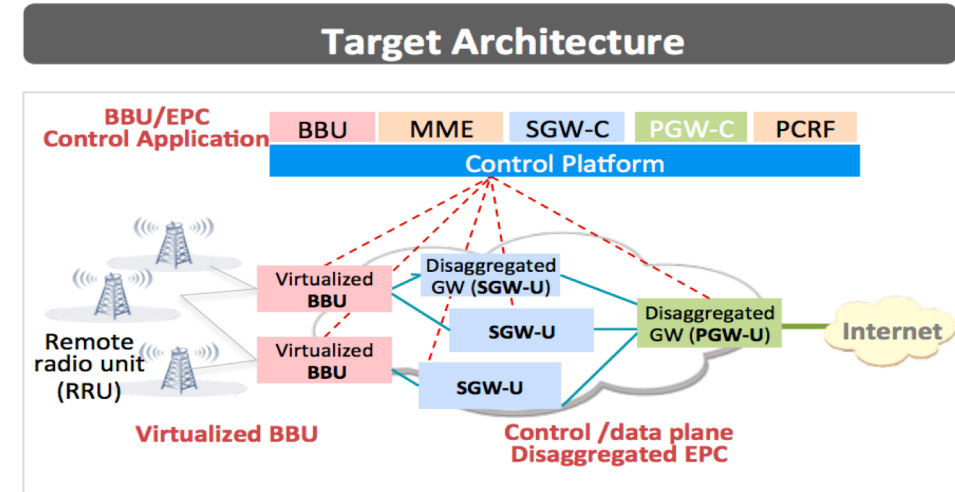 Target Architecture
BBU/EPC
Control Application
BBU MME SGW-C PGW-C PCRF
Control Platform
Virtualized
BBU
Disaggregated
GW (SGW-U)
SGW-U
Disaggregated
GW (PGW-U)
Internet
Remote
radio unit
(RRU)
Virtualized
BBU
SGW-U
Virtualized BBU
Control /data plane
Disaggregated EPC